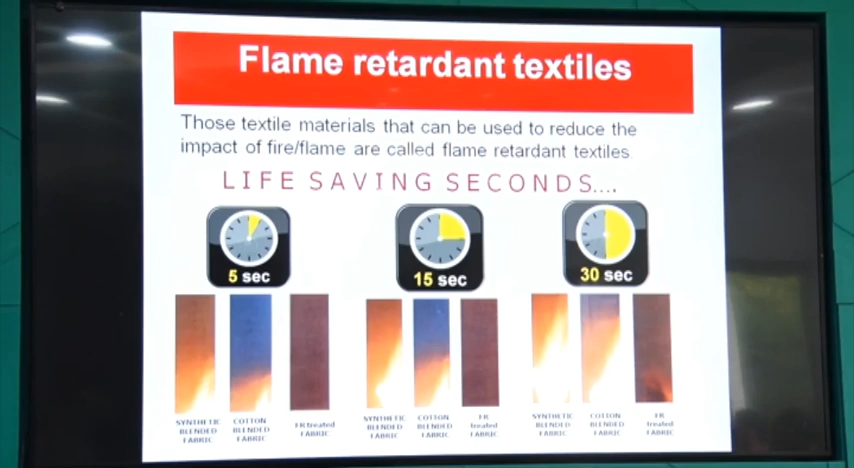 Flame retardant textiles
Those textile materials that can be used to reduce the
impact of fire/flame are called flame retardant textiles
LIFE SAVING SECONDS....
5 sec
15 sec
30 sec
SYNTHETIC
BLENDED
FABRIC
COTTON
BLENDED
FABRIC
FR treated
FABRIC
SYNTHETIC
BLENDED
FABRIC
COTTON
BLENDED
FABRIC
FR
treated
FABRIC
SYNTHETIC
BLENDED
FABRIC
COTTON
BLENDED
FABRIC
FR
treated
FABRIC